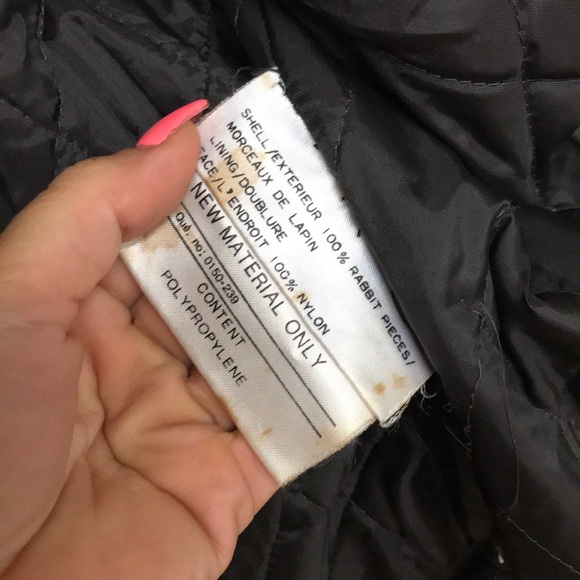 SHELL/EXTERIEUR 100% RABBIT PIECES/
MORCEAUX DE LAPIN
LINING/DOUBLURE
FACE/L'ENDROIT 100% NYLON
NEW MATERIAL ONLY
Qué. no: 0150-239
CONTENT
POLYPROPYLENE